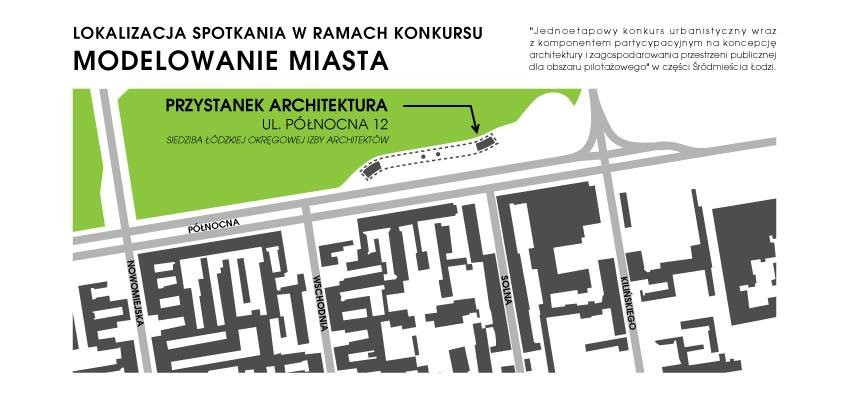 LOKALIZACJA SPOTKANIA W RAMACH KONKURSU
MODELOWANIE MIASTA
"Jednoetapowy konkurs urbanistyczny wraz
z komponentem partycypacyjnym na koncepcję
architektury i zagospodarowania przestrzeni publicznej
dla obszaru pilotażowego" w części Śródmieścia Łodzi.
PRZYSTANEK ARCHITEKTURA
UL. PÓŁNOCNA 12
SIEDZIBA ŁÓDZKIEJ OKRĘGOWEJ IZBY ARCHITEKTÓW
PÓŁNOCNA
NOWOMIEJSKA
WSCHODNIA
SOLNA
KILIŃSKIEGO